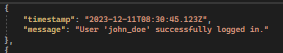 {
"timestamp": "2023-12-11T08:30:45.123Z",
"message": "User 'john_doe' successfully logged in."
},
{